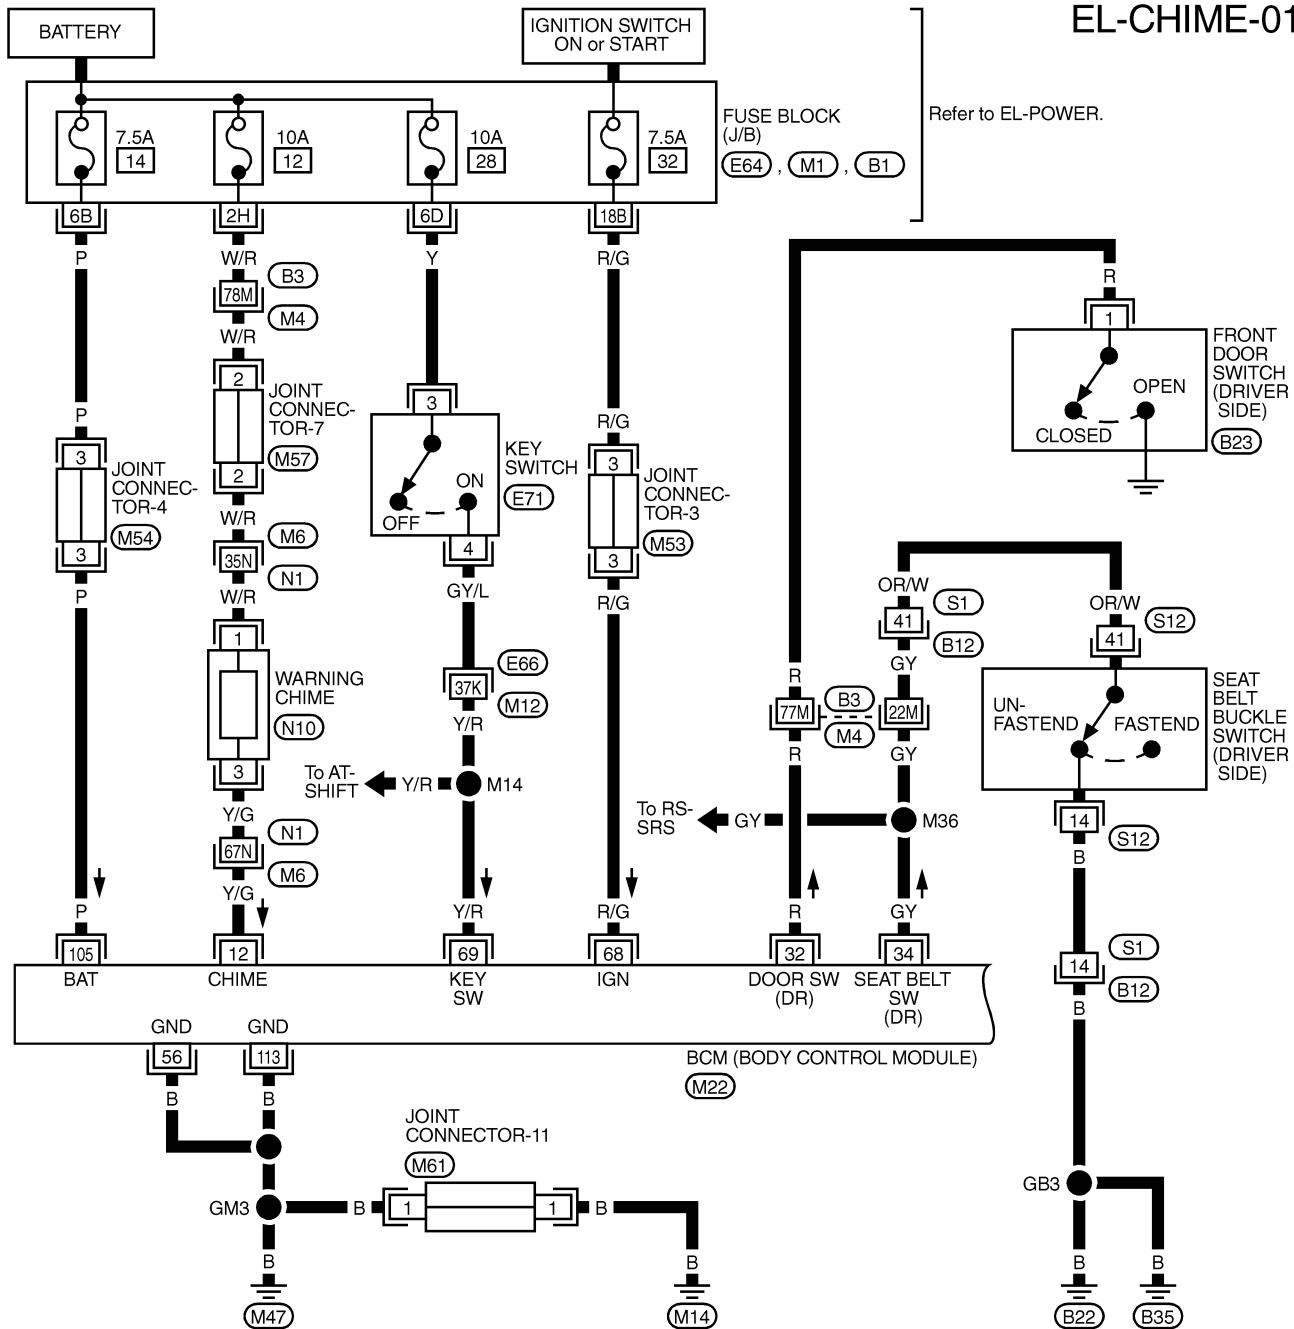 EL-CHIME-01
BATTERY
IGNITION SWITCH
ON or START
Refer to EL-POWER.
FUSE BLOCK
(J/B)
E64 , M1 , B1
7.5A
14
10A
12
10A
28
7.5A
32
6B
2H
6D
18B
P
W/R
Y
R/G
B3
78M
M4
W/R
R
1
FRONT
DOOR
SWITCH
(DRIVER
SIDE)
B23
OPEN
CLOSED
2
JOINT
CONNEC-
TOR-7
M57
2
3
KEY
SWITCH
E71
ON
OFF
4
P
3
JOINT
CONNEC-
TOR-4
M54
3
P
R/G
3
JOINT
CONNEC-
TOR-3
M53
3
R/G
W/R
M6
35N
N1
W/R
GY/L
1
WARNING
CHIME
N10
3
E66
37K
M12
Y/R
OR/W
S1
41
B12
GY
OR/W
S12
41
SEAT
BELT
BUCKLE
SWITCH
(DRIVER
SIDE)
UN-
FASTEND
FASTEND
R
77M
B3
M4
22M
R
GY
To AT-
SHIFT
Y/R
M14
To RS-
SRS
GY
M36
Y/G
N1
67N
M6
Y/G
14
S12
B
P
Y/R
R/G
R
GY
105
12
69
68
32
34
BAT
CHIME
KEY
SW
IGN
DOOR SW
(DR)
SEAT BELT
SW
(DR)
S1
14
B12
B
GND
GND
56
113
BCM (BODY CONTROL MODULE)
M22
B
B
JOINT
CONNECTOR-11
M61
GM3
B
1
1
B
GB3
B
B
B
B
M47
M14
B22
B35